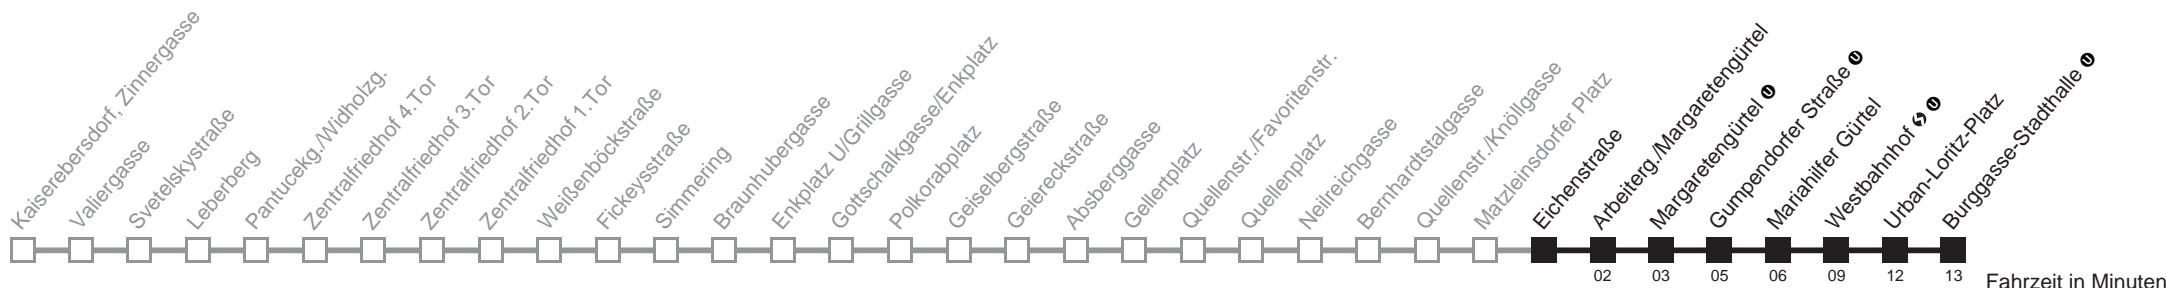 Kaiserebersdorf, Zinnergasse
Valiergasse
Svetelskystraße
Leberberg
Pantuceckg./Widholzg.
Zentralfriedhof 4.Tor
Zentralfriedhof 3.Tor
Zentralfriedhof 2.Tor
Zentralfriedhof 1.Tor
Weißenböckstraße
Fickeysstraße
Simmering
Braunhubergasse
Enkplatz U/Grillgasse
Gottschalkgasse/Enkplatz
Polkorabplatz
Geiselbergstraße
Geiereckstraße
Absberggasse
Gellertplatz
Quellenstr./Favoritenstr.
Quellenplatz
Neilreichgasse
Bernhardtstalgasse
Quellenstr./Knöllgasse
Matzleinsdorfer Platz
Eichenstraße
Arbeiterg./Margaretengürtel
Margaretengürtel U
Gumpendorfer Straße U
Mariahilfer Gürtel
Westbahnhof S U
Urban-Loritz-Platz
Burggasse-Stadthalle U
02 03 05 06 09 12 13 Fahrzeit in Minuten